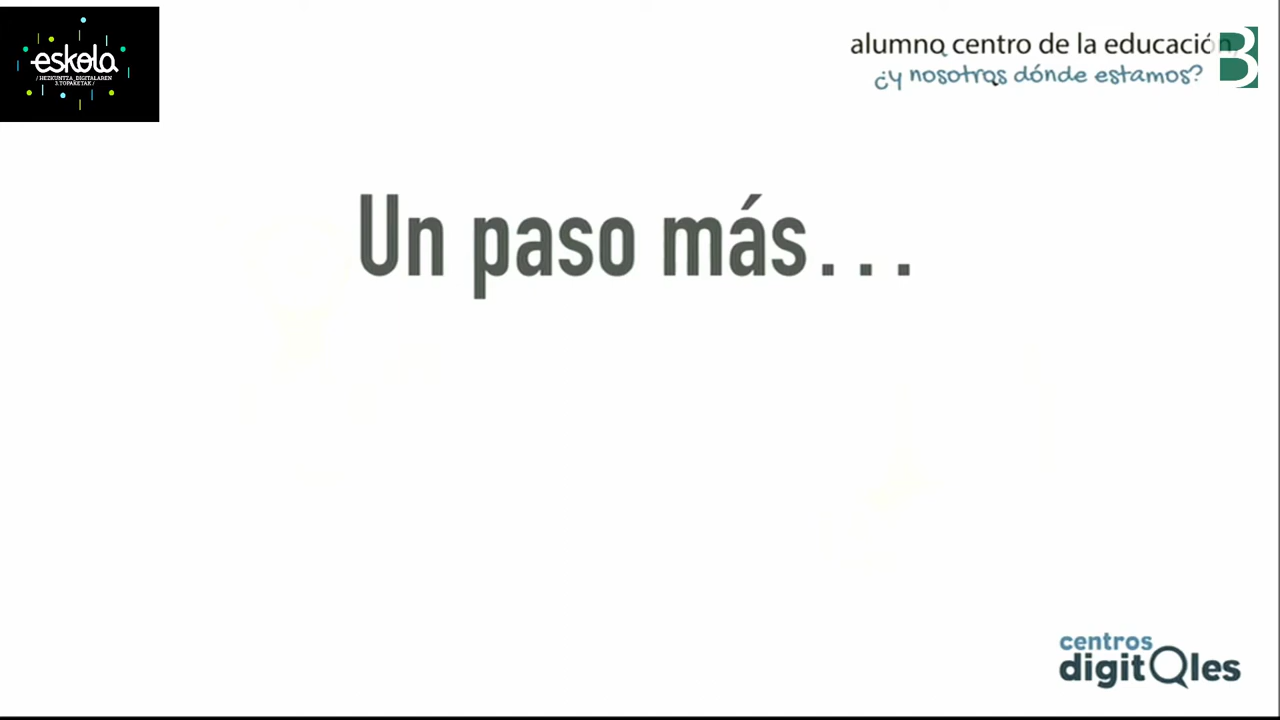 eskola
/ HEZKUNTZA_DIGITALAREN
3.TOPAKETAK /
alumno centro de la educación,
¿y nosotros dónde estamos?
B
Un paso más...
centros
digitales